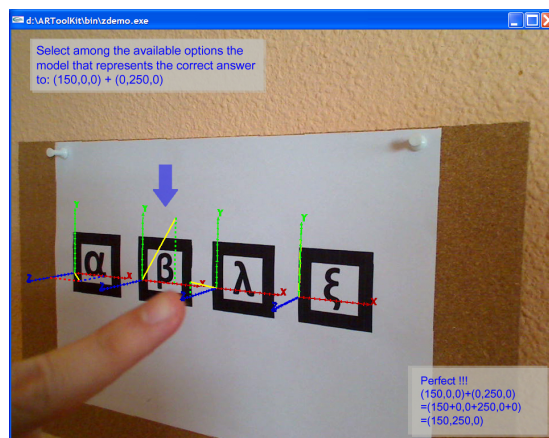 d:\ARToolKit\bin\zdemo.exe
Select among the available options the
model that represents the correct answer
to: (150,0,0) + (0,250,0)
Y
Y
Y
Y
α
β
λ
ξ
Z
X
Z
X
Z
X
Z
X
Perfect !!!
(150,0,0)+(0,250,0)
=(150+0,0+250,0+0)
=(150,250,0)